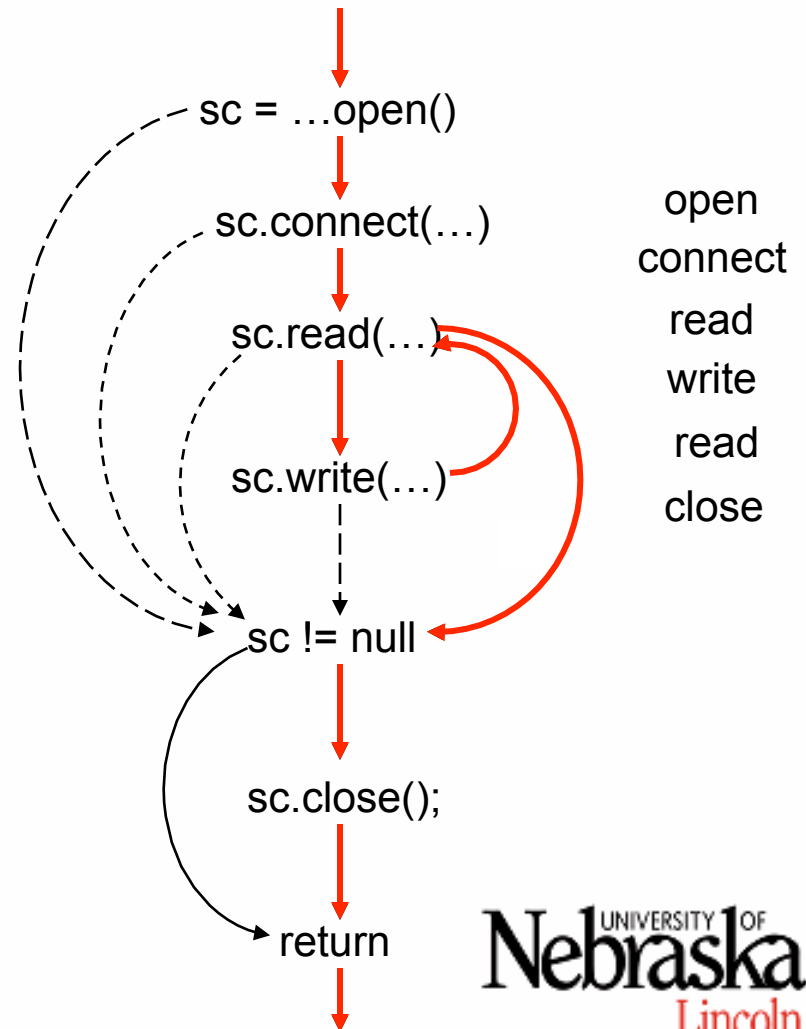 sc = …open()
sc.connect(…)
sc.read(…)
sc.write(…)
sc != null
sc.close();
return
open
connect
read
write
read
close
UNIVERSITY OF
Nebraska
Lincoln